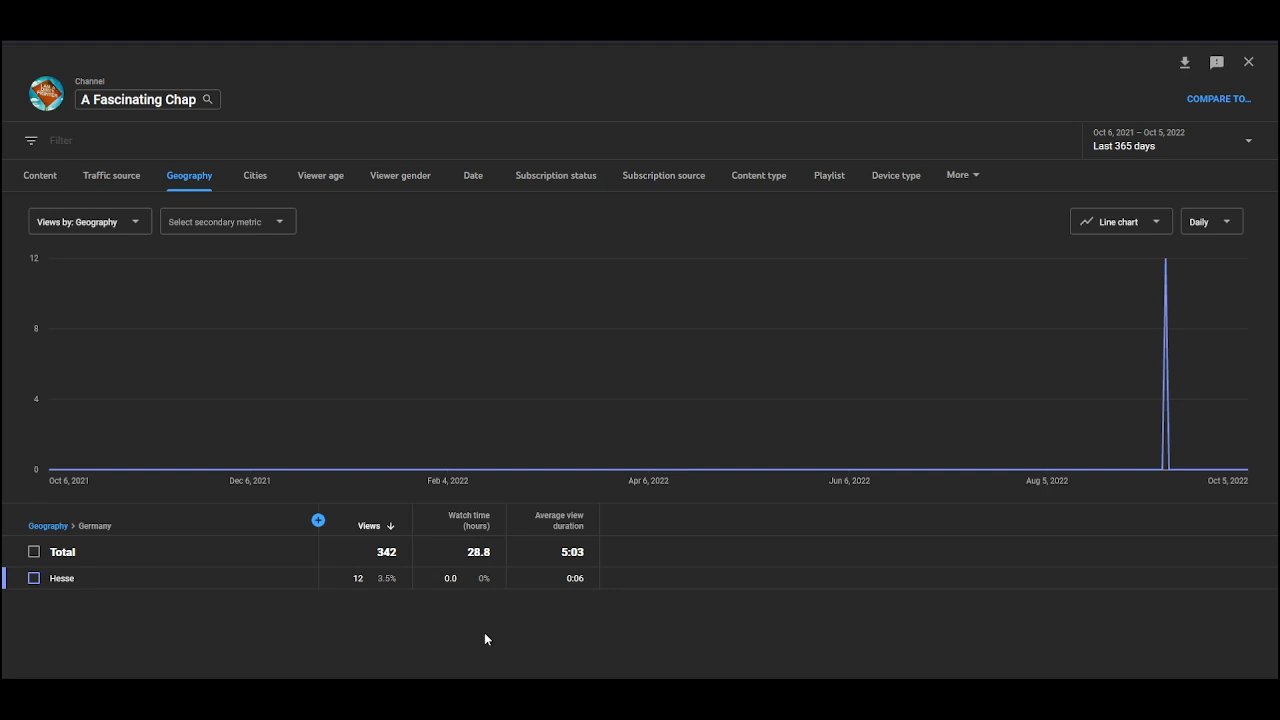 Channel
A Fascinating Chap
COMPARE TO...
Filter
Oct 6, 2021 – Oct 5, 2022
Last 365 days
Content Traffic source Geography Cities Viewer age Viewer gender Date Subscription status Subscription source Content type Playlist Device type More
Views by: Geography Select secondary metric Line chart Daily
12
8
4
0
Oct 6, 2021 Dec 6, 2021 Feb 4, 2022 Apr 6, 2022 Jun 6, 2022 Aug 5, 2022 Oct 5, 2022
Geography > Germany Views Watch time (hours) Average view duration
Total 342 28.8 5:03
Hesse 12 3.5% 0.0 0% 0:06